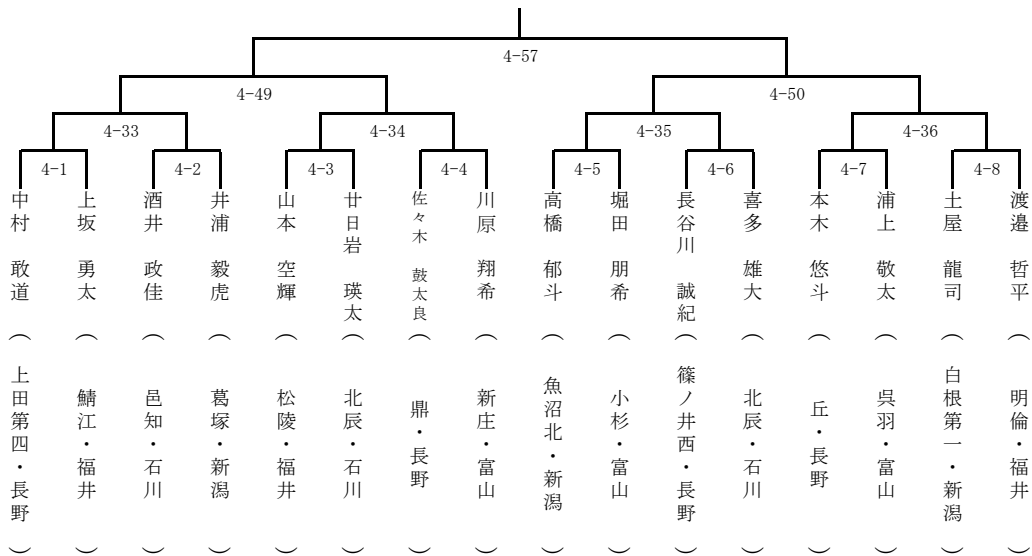 4-57
4-49
4-50
4-33
4-34
4-35
4-36
4-1
4-2
4-3
4-4
4-5
4-6
4-7
4-8
中村 敢道(上田第四・長野)
上坂 勇太(鯖江・福井)
酒井 政佳(邑知・石川)
井浦 毅虎(葛塚・新潟)
山本 空輝(松陵・福井)
廿日岩 瑛太(北辰・石川)
佐々木 鼓太良(鼎・長野)
川原 翔希(新庄・富山)
高橋 郁斗(魚沼北・新潟)
堀田 朋希(小杉・富山)
長谷川 誠紀(篠ノ井西・長野)
喜多 雄大(北辰・石川)
本木 悠斗(丘・長野)
浦上 敬太(呉羽・富山)
土屋 龍司(白根第一・新潟)
渡邉 哲平(明倫・福井)